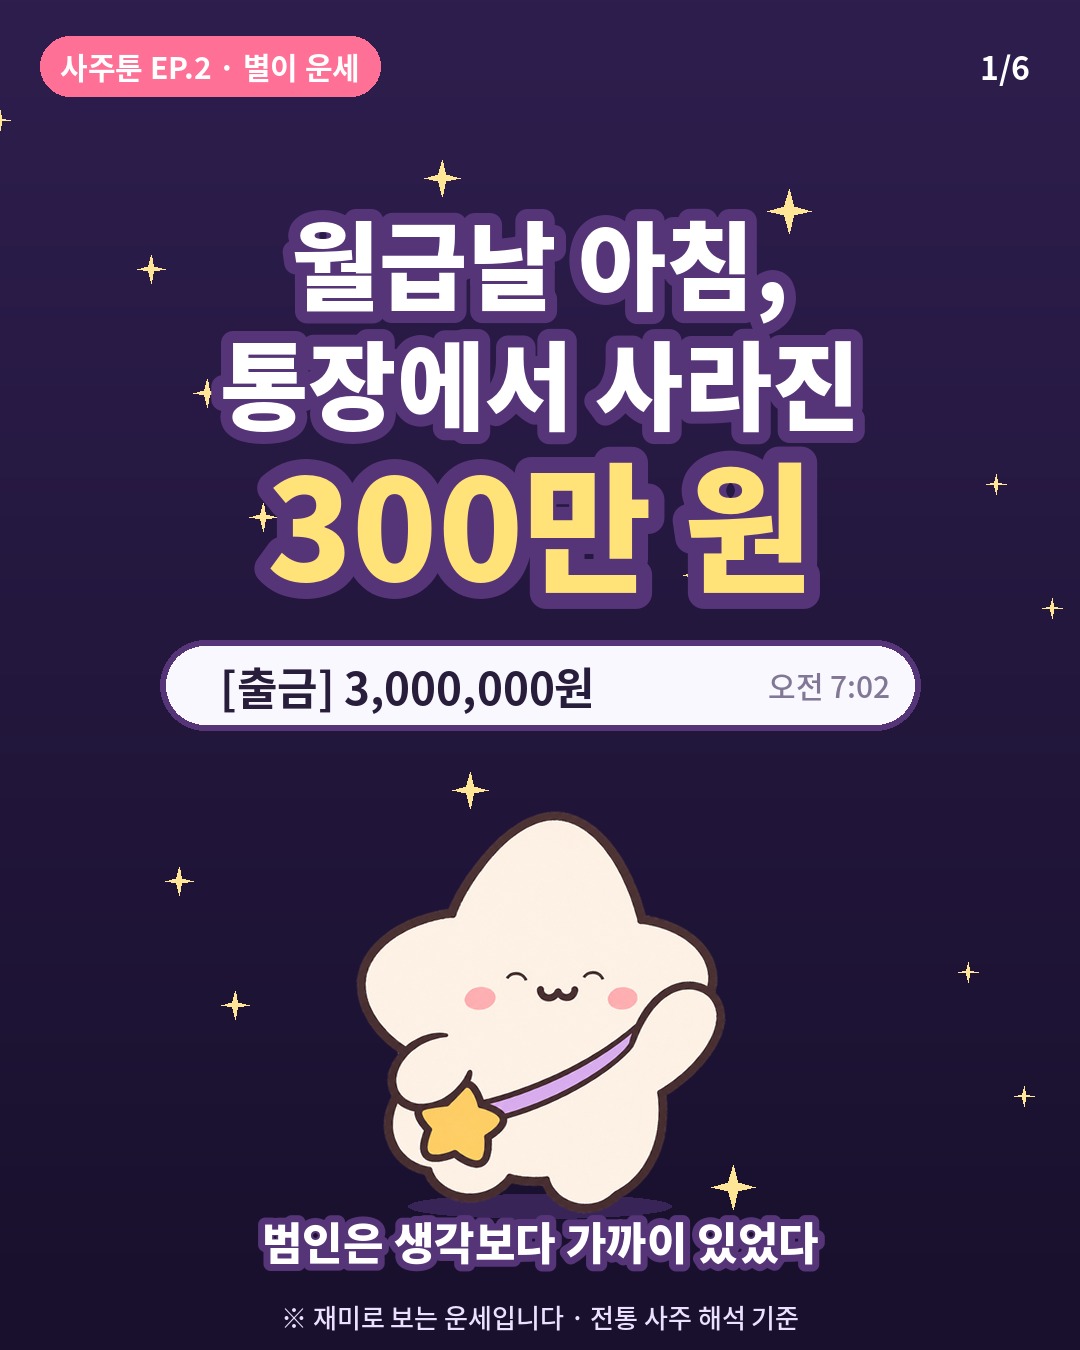 사주툰 EP.2 · 별이 운세
1/6
월급날 아침,
통장에서 사라진
300만 원
[출금] 3,000,000원 오전 7:02
범인은 생각보다 가까이 있었다
※ 재미로 보는 운세입니다 · 전통 사주 해석 기준